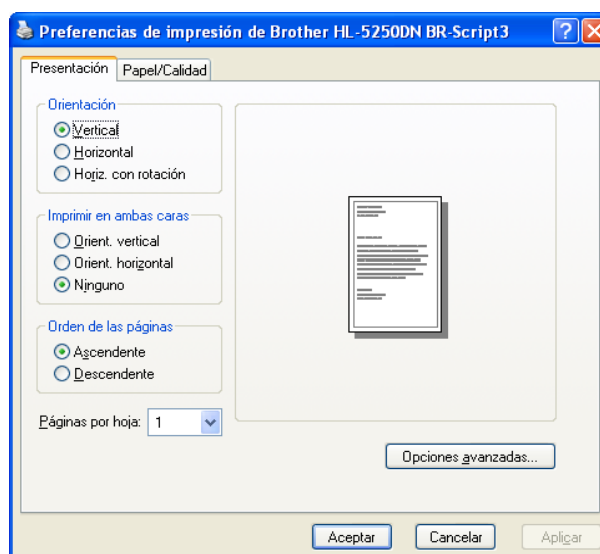 Preferencias de impresión de Brother HL-5250DN BR-Script3
Presentación
Papel/Calidad
Orientación
Vertical
Horizontal
Horiz. con rotación
Imprimir en ambas caras
Orient. vertical
Orient. horizontal
Ninguno
Orden de las páginas
Ascendente
Descendente
Páginas por hoja: 1
Opciones avanzadas...
Aceptar
Cancelar
Aplicar